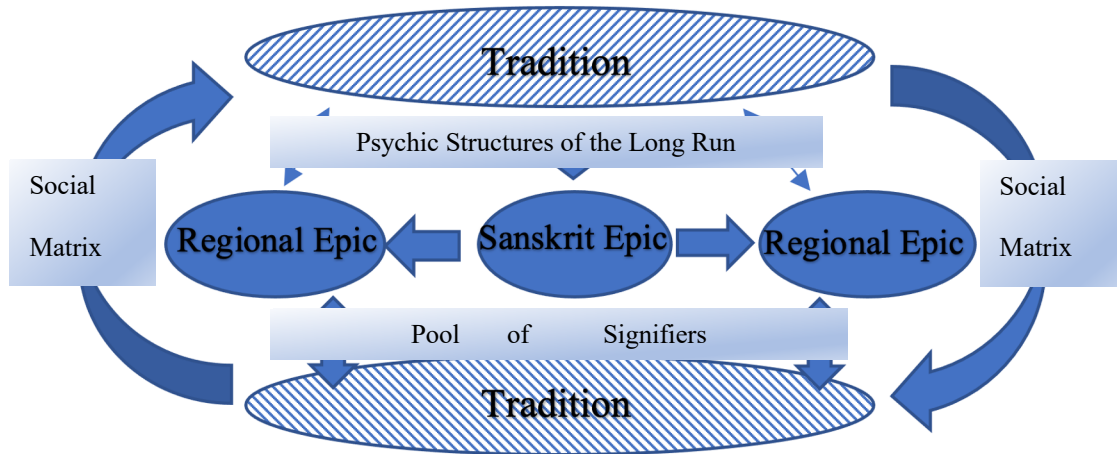 Tradition
Psychic Structures of the Long Run
Social
Matrix
Regional Epic
Sanskrit Epic
Regional Epic
Social
Matrix
Pool of Signifiers
Tradition